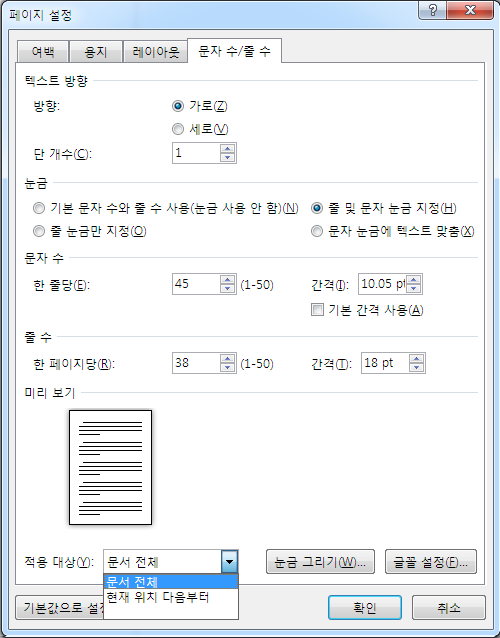 페이지 설정
여백 용지 레이아웃 문자 수/줄 수
텍스트 방향
방향: 가로(Z)
세로(V)
단 개수(C): 1
눈금
기본 문자 수와 줄 수 사용(눈금 사용 안 함)(N) 줄 및 문자 눈금 지정(H)
줄 눈금만 지정(O) 문자 눈금에 텍스트 맞춤(X)
문자 수
한 줄당(E): 45 (1-50) 간격(I): 10.05 pt
기본 간격 사용(A)
줄 수
한 페이지당(R): 38 (1-50) 간격(T): 18 pt
미리 보기
적용 대상(Y): 문서 전체 눈금 그리기(W)... 글꼴 설정(F)...
문서 전체
현재 위치 다음부터
기본값으로 설정 확인 취소